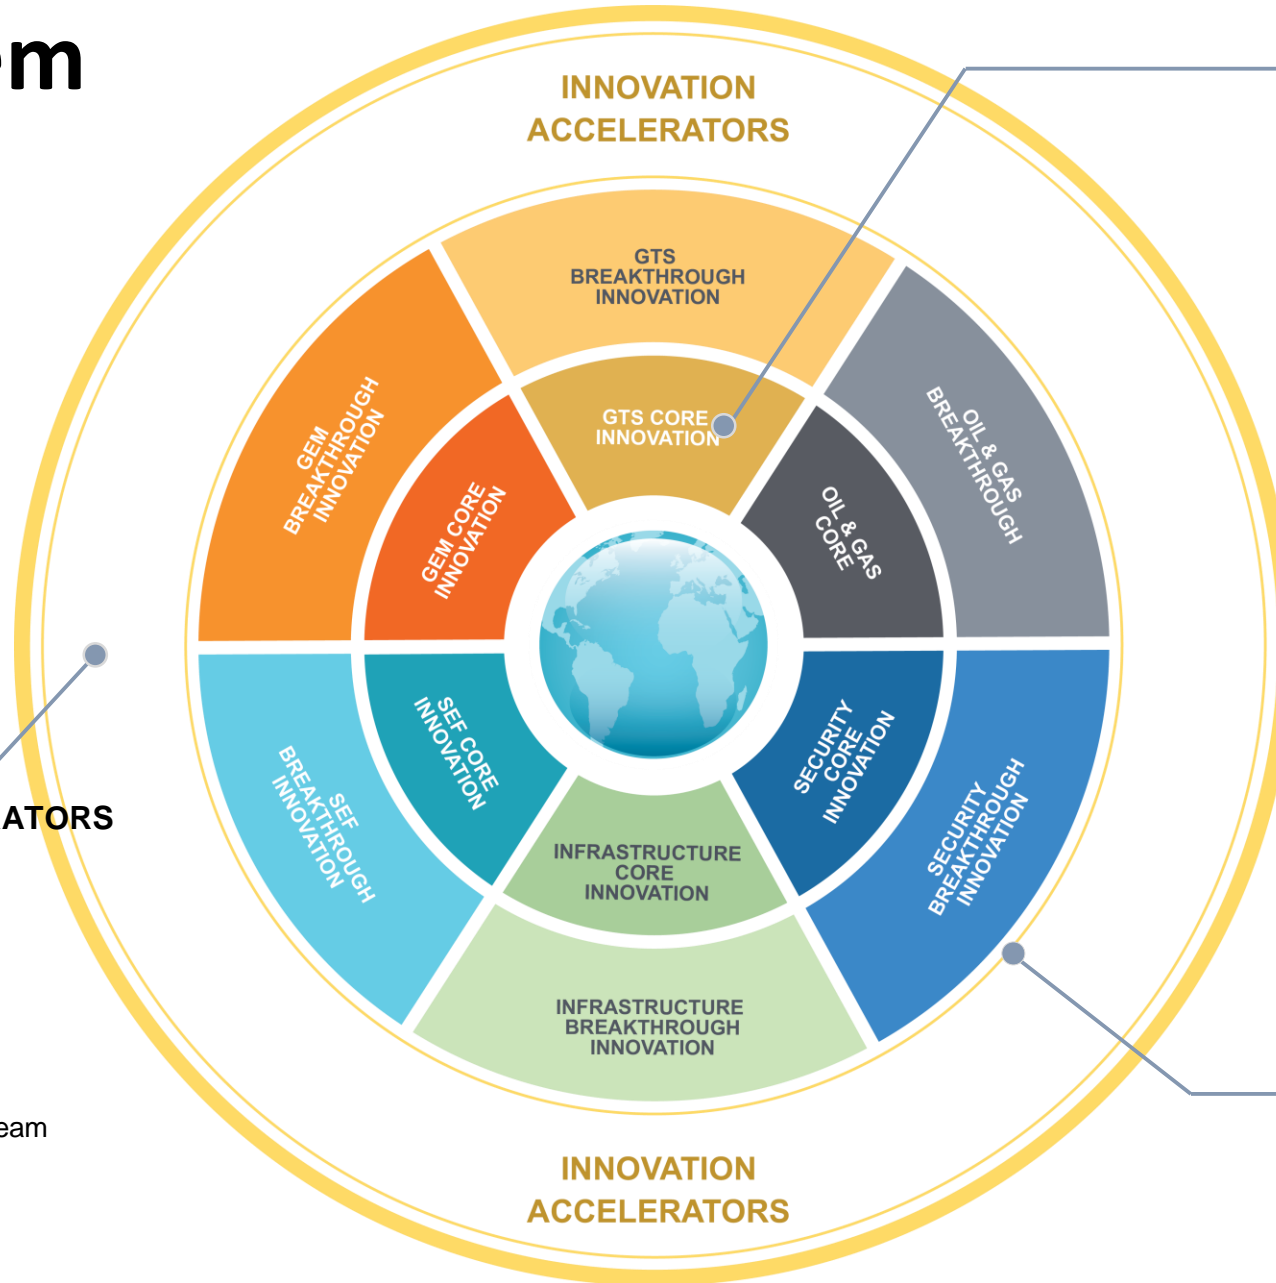 em
INNOVATION
ACCELERATORS
GTS
BREAKTHROUGH
INNOVATION
GTS CORE
INNOVATION
GEM
BREAKTHROUGH
INNOVATION
GEM CORE
INNOVATION
OIL & GAS
CORE
OIL & GAS
BREAKTHROUGH
SEF
BREAKTHROUGH
INNOVATION
SEF CORE
INNOVATION
SECURITY
CORE
INNOVATION
SECURITY
BREAKTHROUGH
INNOVATION
ATORS
INFRASTRUCTURE
CORE
INNOVATION
INFRASTRUCTURE
BREAKTHROUGH
INNOVATION
eam
INNOVATION
ACCELERATORS